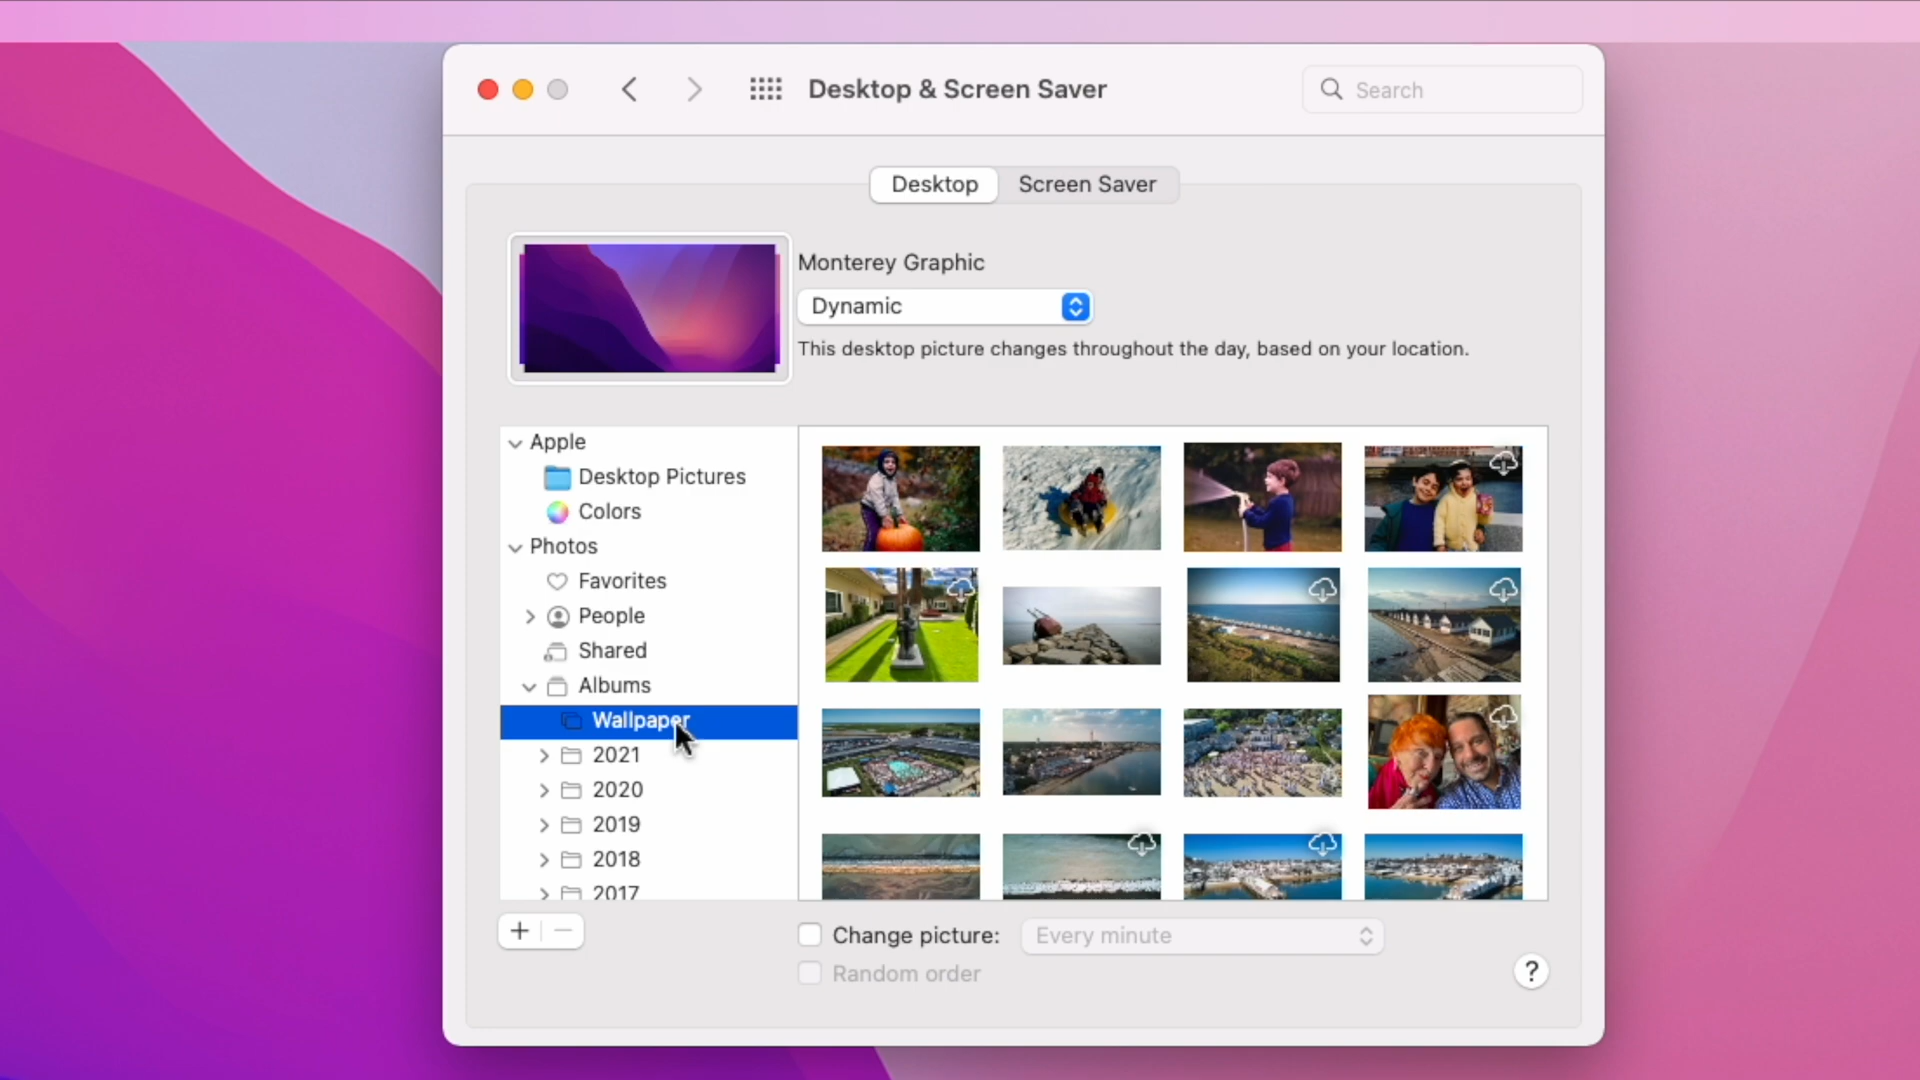 Desktop & Screen Saver
Search
Desktop
Screen Saver
Monterey Graphic
Dynamic
This desktop picture changes throughout the day, based on your location.
Apple
Desktop Pictures
Colors
Photos
Favorites
People
Shared
Albums
Wallpaper
2021
2020
2019
2018
2017
+ −
Change picture:
Every minute
Random order
?